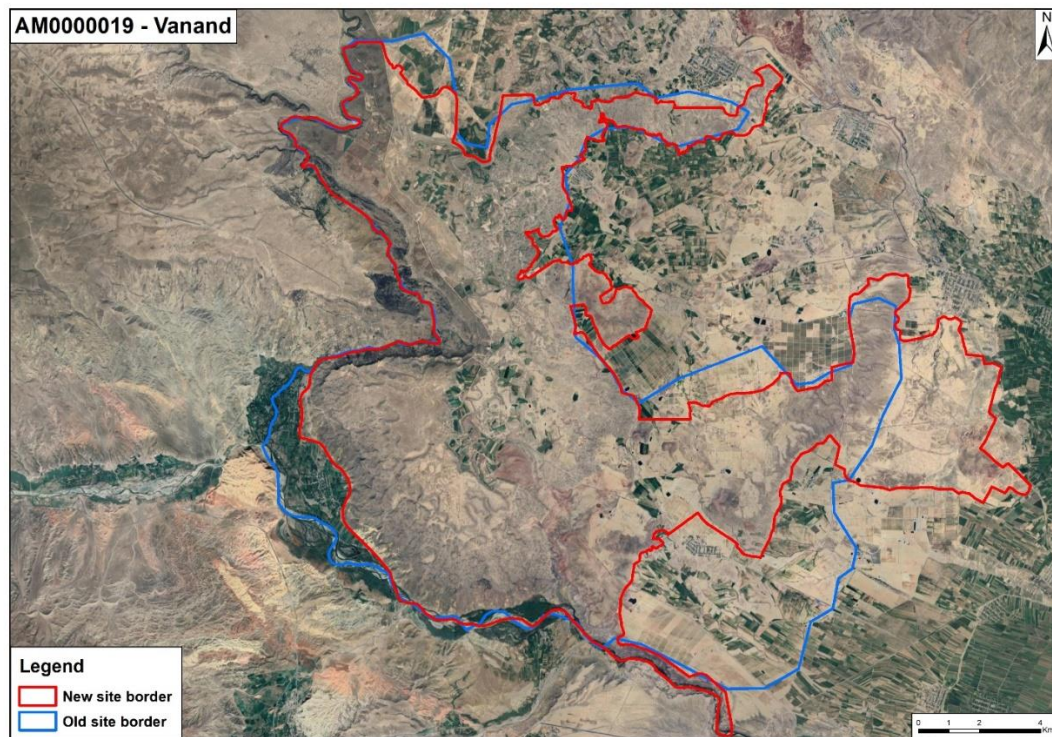 AM0000019 - Vanand
N
Legend
New site border
Old site border
0 1 2 4
Km